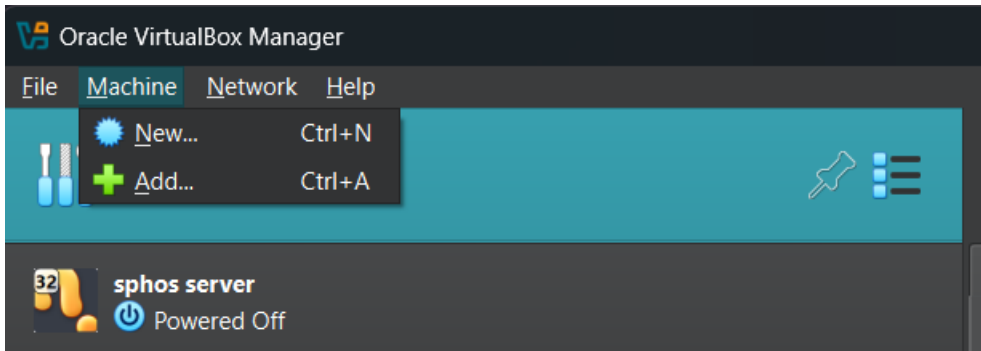 Oracle VirtualBox Manager
File Machine Network Help
New... Ctrl+N
Add... Ctrl+A
32
sphos server
Powered Off